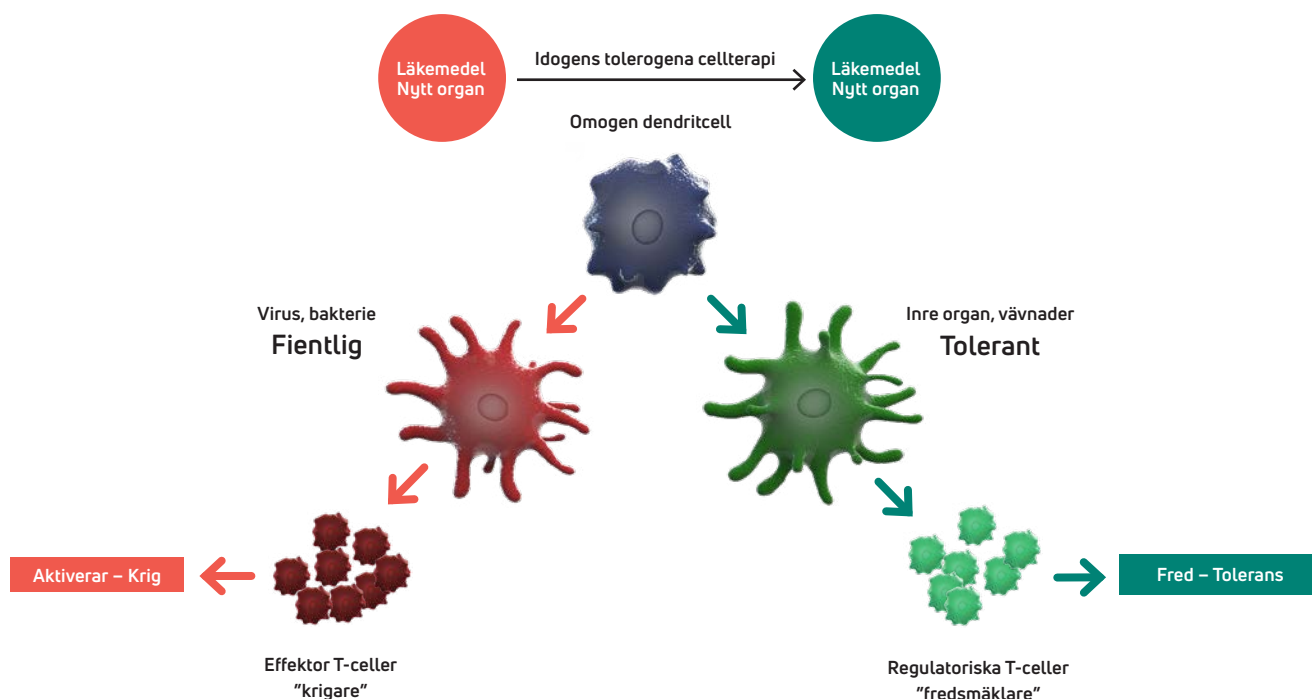 Läkemedel
Nytt organ
Idogens tolerogena cellterapi
Läkemedel
Nytt organ
Omogen dendritcell
Virus, bakterie
Fientlig
Inre organ, vävnader
Tolerant
Aktiverar – Krig
Fred – Tolerans
Effektor T-celler
”krigare”
Regulatoriska T-celler
”fredsmäklare“